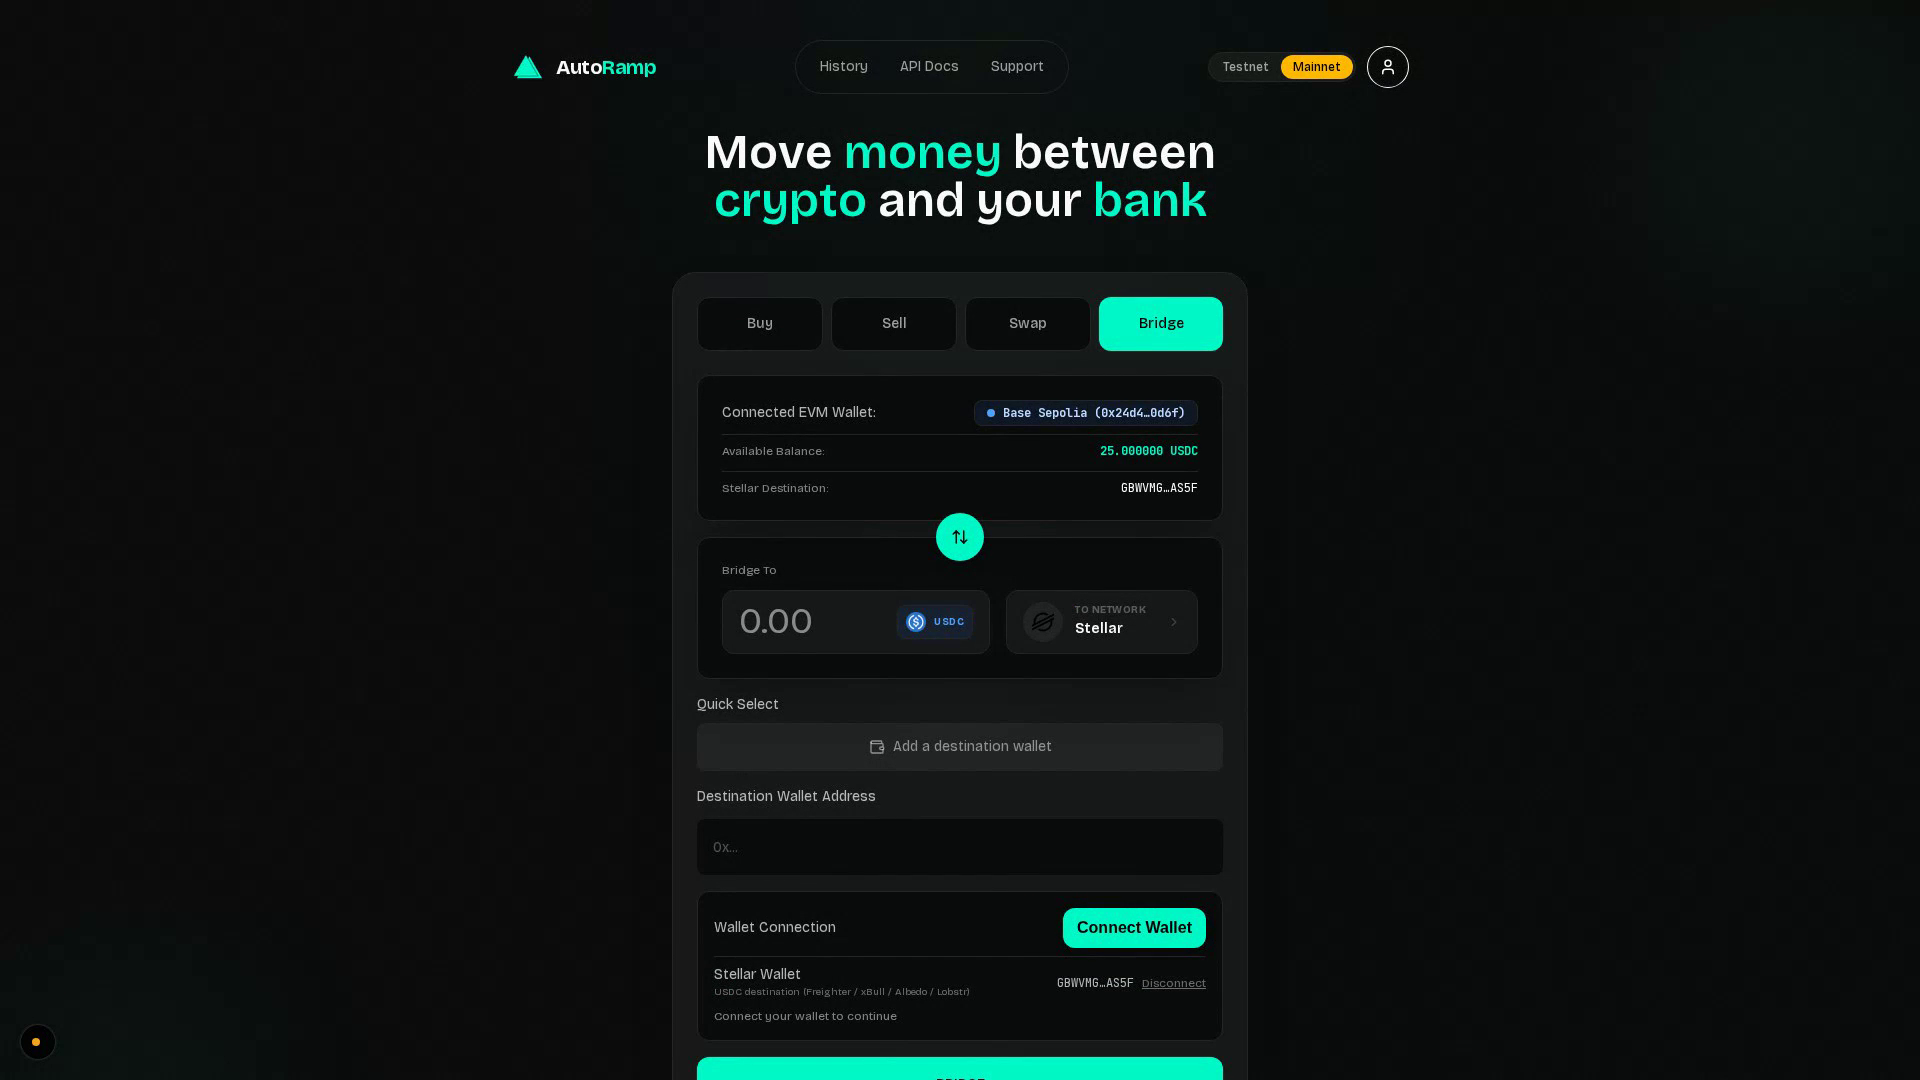 AutoRamp
History API Docs Support
Testnet Mainnet
Move money between
crypto and your bank
Buy Sell Swap Bridge
Connected EVM Wallet: Base Sepolia (0x24d4…0d6f)
Available Balance: 25.000000 USDC
Stellar Destination: GBWVMG…AS5F
Bridge To
0.00 USDC
TO NETWORK
Stellar
Quick Select
Add a destination wallet
Destination Wallet Address
0x...
Wallet Connection Connect Wallet
Stellar Wallet
USDC destination (Freighter / xBull / Albedo / Lobstr)
GBWVMG…AS5F Disconnect
Connect your wallet to continue